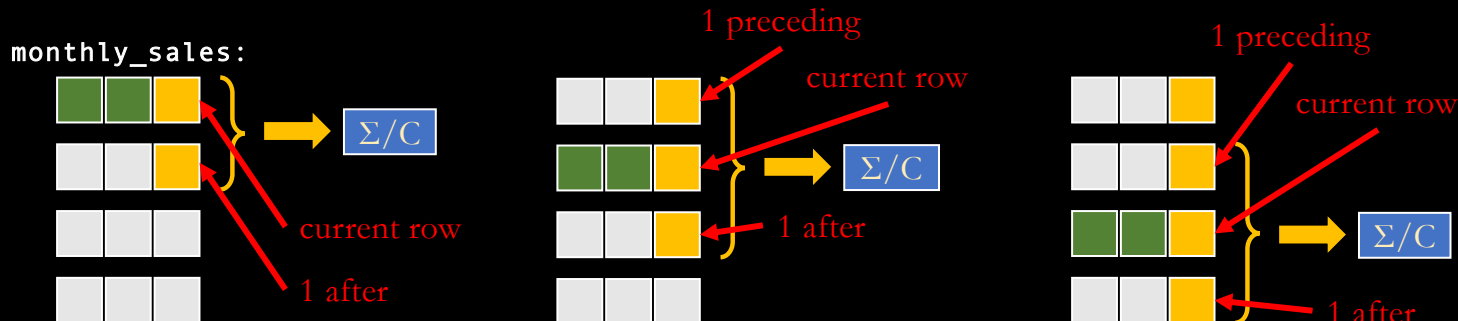 monthly_sales:
Σ/C
current row
1 after
1 preceding
current row
Σ/C
1 after
1 preceding
current row
Σ/C
1 after